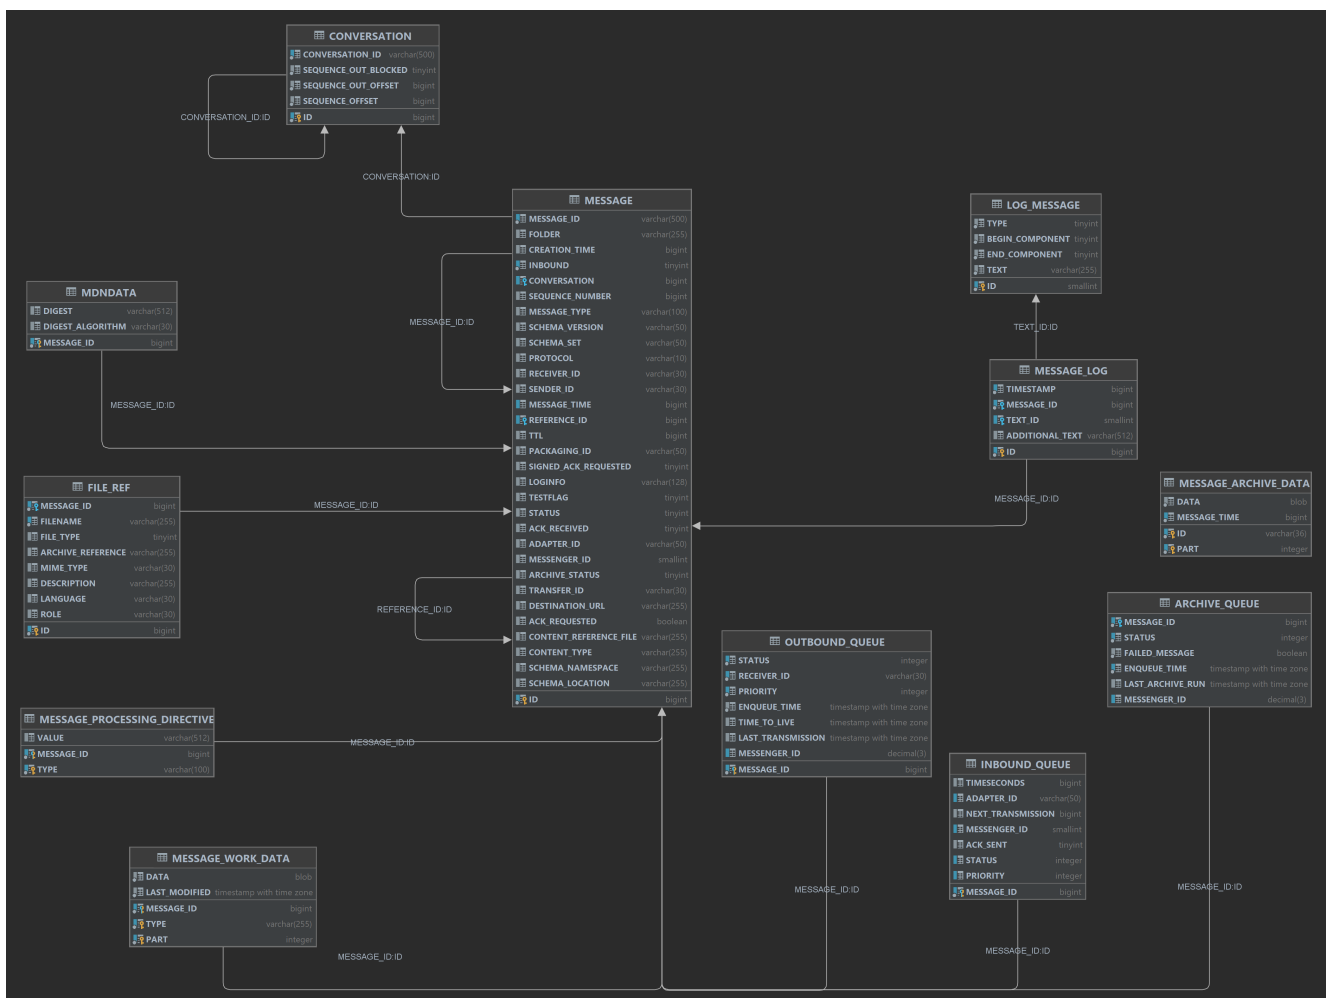 CONVERSATION
CONVERSATION_ID varchar(500)
SEQUENCE_OUT_BLOCKED tinyint
SEQUENCE_OUT_OFFSET bigint
SEQUENCE_OFFSET bigint
ID bigint
CONVERSATION_ID:ID
CONVERSATION:ID
MESSAGE
MESSAGE_ID varchar(500)
FOLDER varchar(255)
CREATION_TIME bigint
INBOUND tinyint
CONVERSATION bigint
SEQUENCE_NUMBER bigint
MESSAGE_TYPE varchar(100)
SCHEMA_VERSION varchar(50)
SCHEMA_SET varchar(50)
PROTOCOL varchar(10)
RECEIVER_ID varchar(30)
SENDER_ID varchar(30)
MESSAGE_TIME bigint
REFERENCE_ID bigint
TTL bigint
PACKAGING_ID varchar(50)
SIGNED_ACK_REQUESTED tinyint
LOGINFO varchar(128)
TESTFLAG tinyint
STATUS tinyint
ACK_RECEIVED tinyint
ADAPTER_ID varchar(50)
MESSENGER_ID smallint
ARCHIVE_STATUS tinyint
TRANSFER_ID varchar(30)
DESTINATION_URL varchar(255)
ACK_REQUESTED boolean
CONTENT_REFERENCE_FILE varchar(255)
CONTENT_TYPE varchar(255)
SCHEMA_NAMESPACE varchar(255)
SCHEMA_LOCATION varchar(255)
ID bigint
MESSAGE_ID:ID
REFERENCE_ID:ID
LOG_MESSAGE
TYPE tinyint
BEGIN_COMPONENT tinyint
END_COMPONENT tinyint
TEXT varchar(255)
ID smallint
TEXT_ID:ID
MESSAGE_LOG
TIMESTAMP bigint
MESSAGE_ID bigint
TEXT_ID smallint
ADDITIONAL_TEXT varchar(512)
ID bigint
MESSAGE_ID:ID
MDNDATA
DIGEST varchar(512)
DIGEST_ALGORITHM varchar(30)
MESSAGE_ID bigint
MESSAGE_ID:ID
FILE_REF
MESSAGE_ID bigint
FILENAME varchar(255)
FILE_TYPE tinyint
ARCHIVE_REFERENCE varchar(255)
MIME_TYPE varchar(30)
DESCRIPTION varchar(255)
LANGUAGE varchar(30)
ROLE varchar(30)
ID bigint
MESSAGE_ID:ID
MESSAGE_ARCHIVE_DATA
DATA blob
MESSAGE_TIME bigint
ID varchar(36)
PART integer
ARCHIVE_QUEUE
MESSAGE_ID bigint
STATUS integer
FAILED_MESSAGE boolean
ENQUEUE_TIME timestamp with time zone
LAST_ARCHIVE_RUN timestamp with time zone
MESSENGER_ID decimal(3)
MESSAGE_ID:ID
OUTBOUND_QUEUE
STATUS integer
RECEIVER_ID varchar(30)
PRIORITY integer
ENQUEUE_TIME timestamp with time zone
TIME_TO_LIVE timestamp with time zone
LAST_TRANSMISSION timestamp with time zone
MESSENGER_ID decimal(3)
MESSAGE_ID bigint
MESSAGE_ID:ID
INBOUND_QUEUE
TIMESECONDS bigint
ADAPTER_ID varchar(50)
NEXT_TRANSMISSION bigint
MESSENGER_ID smallint
ACK_SENT tinyint
STATUS integer
PRIORITY integer
MESSAGE_ID bigint
MESSAGE_ID:ID
MESSAGE_PROCESSING_DIRECTIVE
VALUE varchar(512)
MESSAGE_ID bigint
TYPE varchar(100)
MESSAGE_ID:ID
MESSAGE_WORK_DATA
DATA blob
LAST_MODIFIED timestamp with time zone
MESSAGE_ID bigint
TYPE varchar(255)
PART integer
MESSAGE_ID:ID